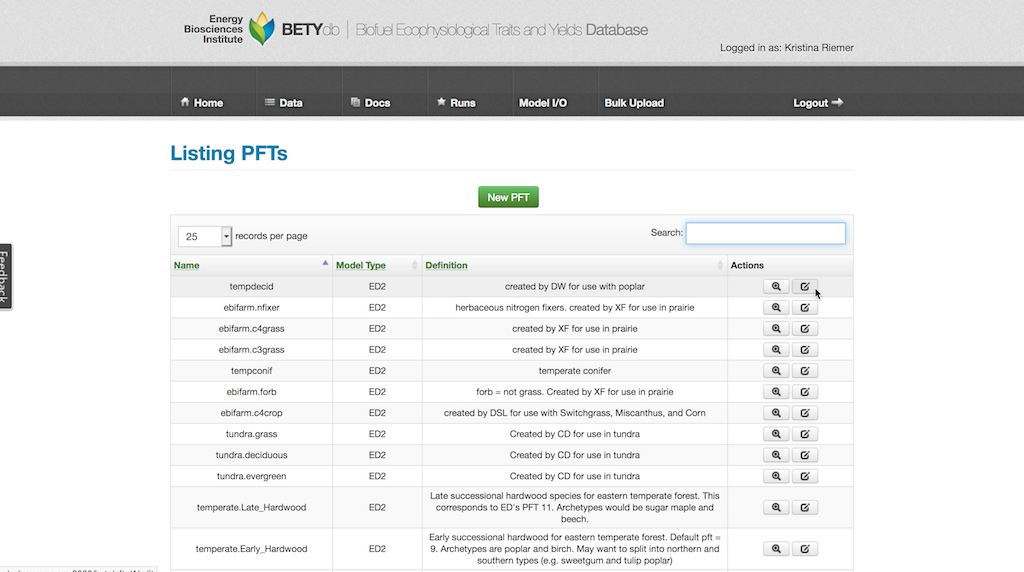 Energy
Biosciences
Institute
BETYdb | Biofuel Ecophysiological Traits and Yields Database
Logged in as: Kristina Riemer
Home Data Docs Runs Model I/O Bulk Upload Logout
Listing PFTs
New PFT
25 records per page Search:
Name Model Type Definition Actions
tempdecid ED2 created by DW for use with poplar
ebifarm.nfixer ED2 herbaceous nitrogen fixers. created by XF for use in prairie
ebifarm.c4grass ED2 created by XF for use in prairie
ebifarm.c3grass ED2 created by XF for use in prairie
tempconif ED2 temperate conifer
ebifarm.forb ED2 forb = not grass. Created by XF for use in prairie
ebifarm.c4crop ED2 created by DSL for use with Switchgrass, Miscanthus, and Corn
tundra.grass ED2 Created by CD for use in tundra
tundra.deciduous ED2 Created by CD for use in tundra
tundra.evergreen ED2 Created by CD for use in tundra
Late successional hardwood species for eastern temperate forest. This
temperate.Late_Hardwood ED2 corresponds to ED's PFT 11. Archetypes would be sugar maple and
beech.
Early successional hardwood for eastern temperate forest. Default pft =
temperate.Early_Hardwood ED2 9. Archetypes are poplar and birch. May want to split into northern and
southern types (e.g. sweetgum and tulip poplar)
Feedback